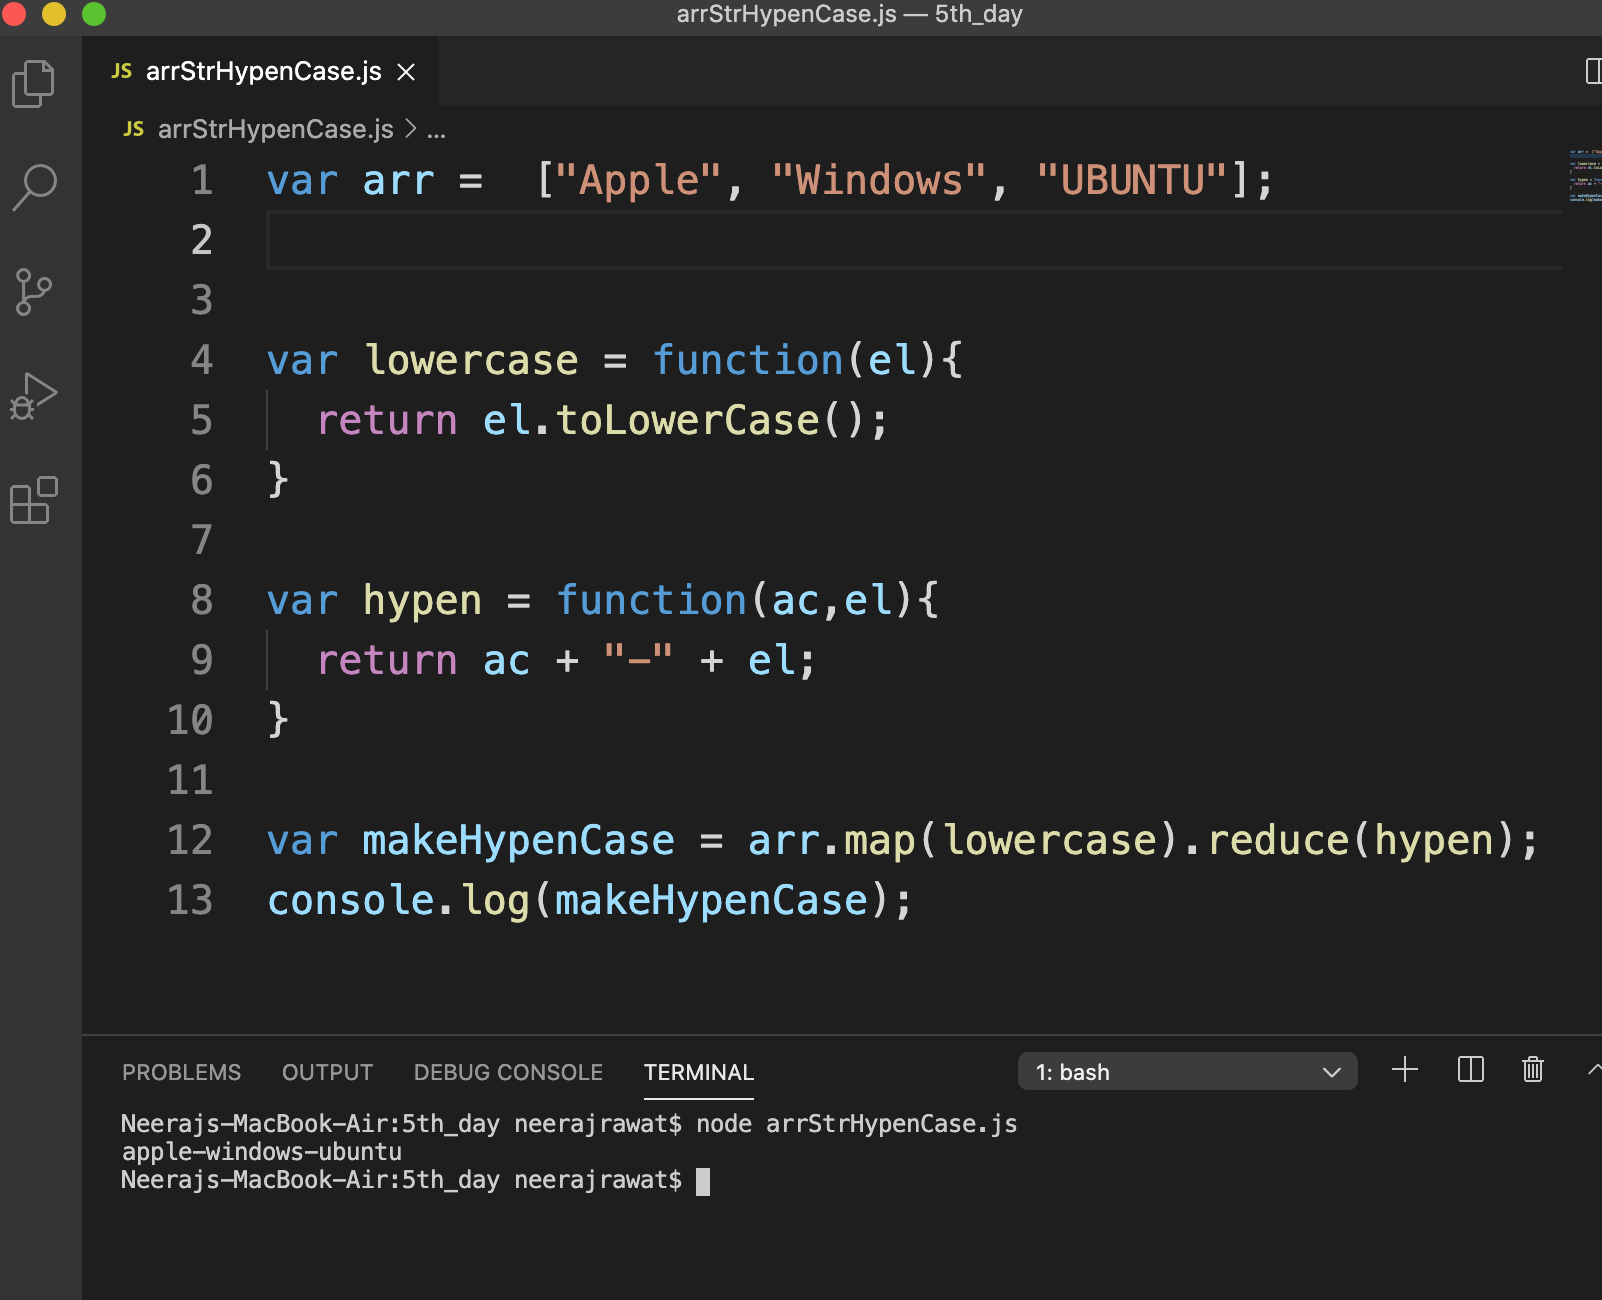 arrStrHypenCase.js — 5th_day
JS arrStrHypenCase.js
JS arrStrHypenCase.js > ...
1 var arr =  ["Apple", "Windows", "UBUNTU"];
2
3
4 var lowercase = function(el){
5   return el.toLowerCase();
6 }
7
8 var hypen = function(ac,el){
9   return ac + "-" + el;
10 }
11
12 var makeHypenCase = arr.map(lowercase).reduce(hypen);
13 console.log(makeHypenCase);
PROBLEMS OUTPUT DEBUG CONSOLE TERMINAL 1: bash
Neerajs-MacBook-Air:5th_day neerajrawat$ node arrStrHypenCase.js
apple-windows-ubuntu
Neerajs-MacBook-Air:5th_day neerajrawat$